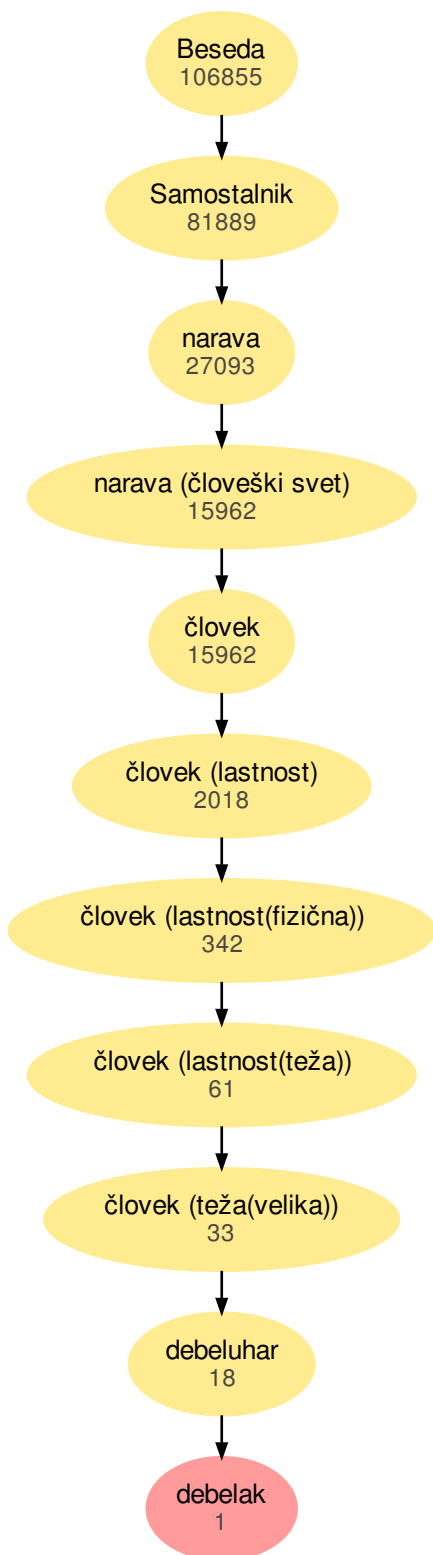 Beseda
106855
Samostalnik
81889
narava
27093
narava (človeški svet)
15962
človek
15962
človek (lastnost)
2018
človek (lastnost(fizična))
342
človek (lastnost(teža))
61
človek (teža(velika))
33
debeluhar
18
debelak
1